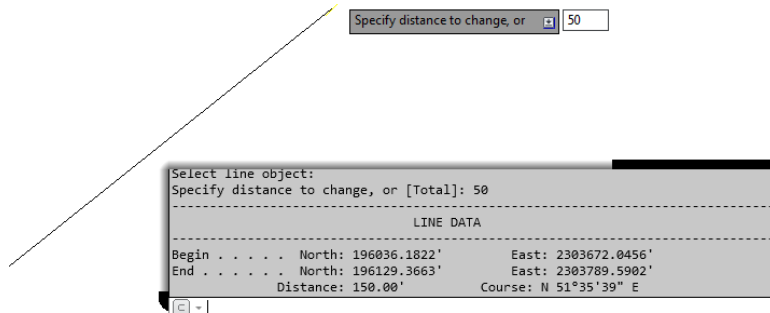 Specify distance to change, or 50
Select line object:
Specify distance to change, or [Total]: 50
--------------------------------------------------------------------------------
LINE DATA
--------------------------------------------------------------------------------
Begin . . . . . North: 196036.1822' East: 2303672.0456'
End . . . . . . North: 196129.3663' East: 2303789.5902'
Distance: 150.00' Course: N 51°35'39" E